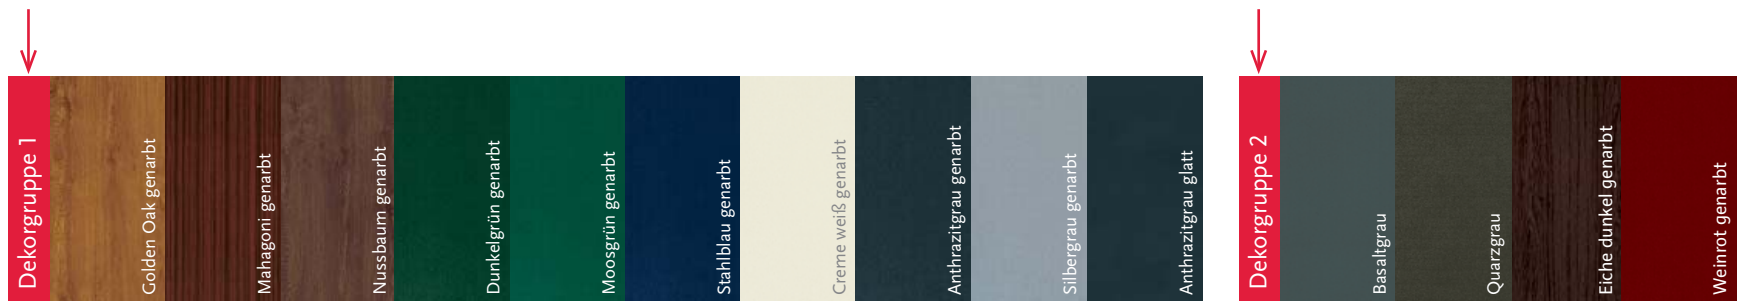 Dekorgruppe 1
Golden Oak genarbt
Mahagoni genarbt
Nussbaum genarbt
Dunkelgrün genarbt
Moosgrün genarbt
Stahlblau genarbt
Creme weiß genarbt
Anthrazitgrau genarbt
Silbergrau genarbt
Anthrazitgrau glatt
Dekorgruppe 2
Basaltgrau
Quarzgrau
Eiche dunkel genarbt
Weinrot genarbt